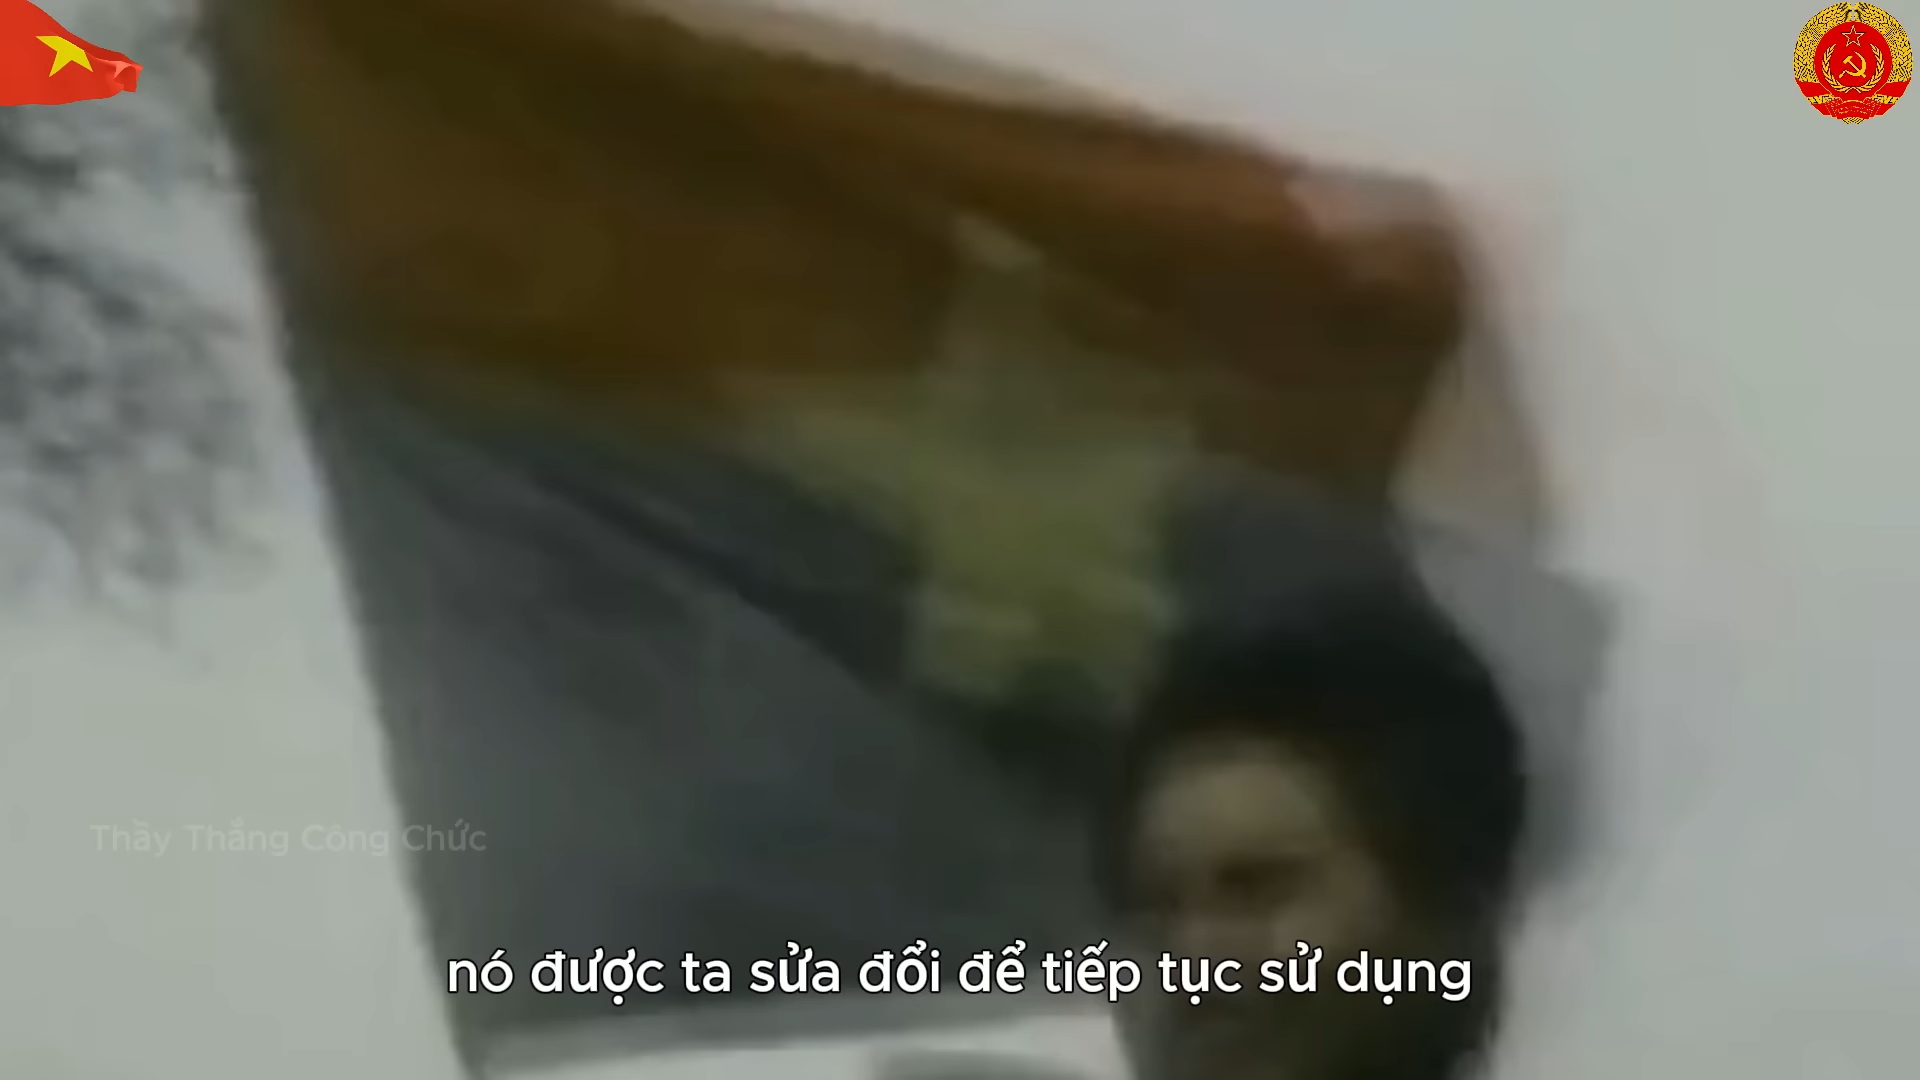 Thầy Thắng Công Chức
nó được ta sửa đổi để tiếp tục sử dụng